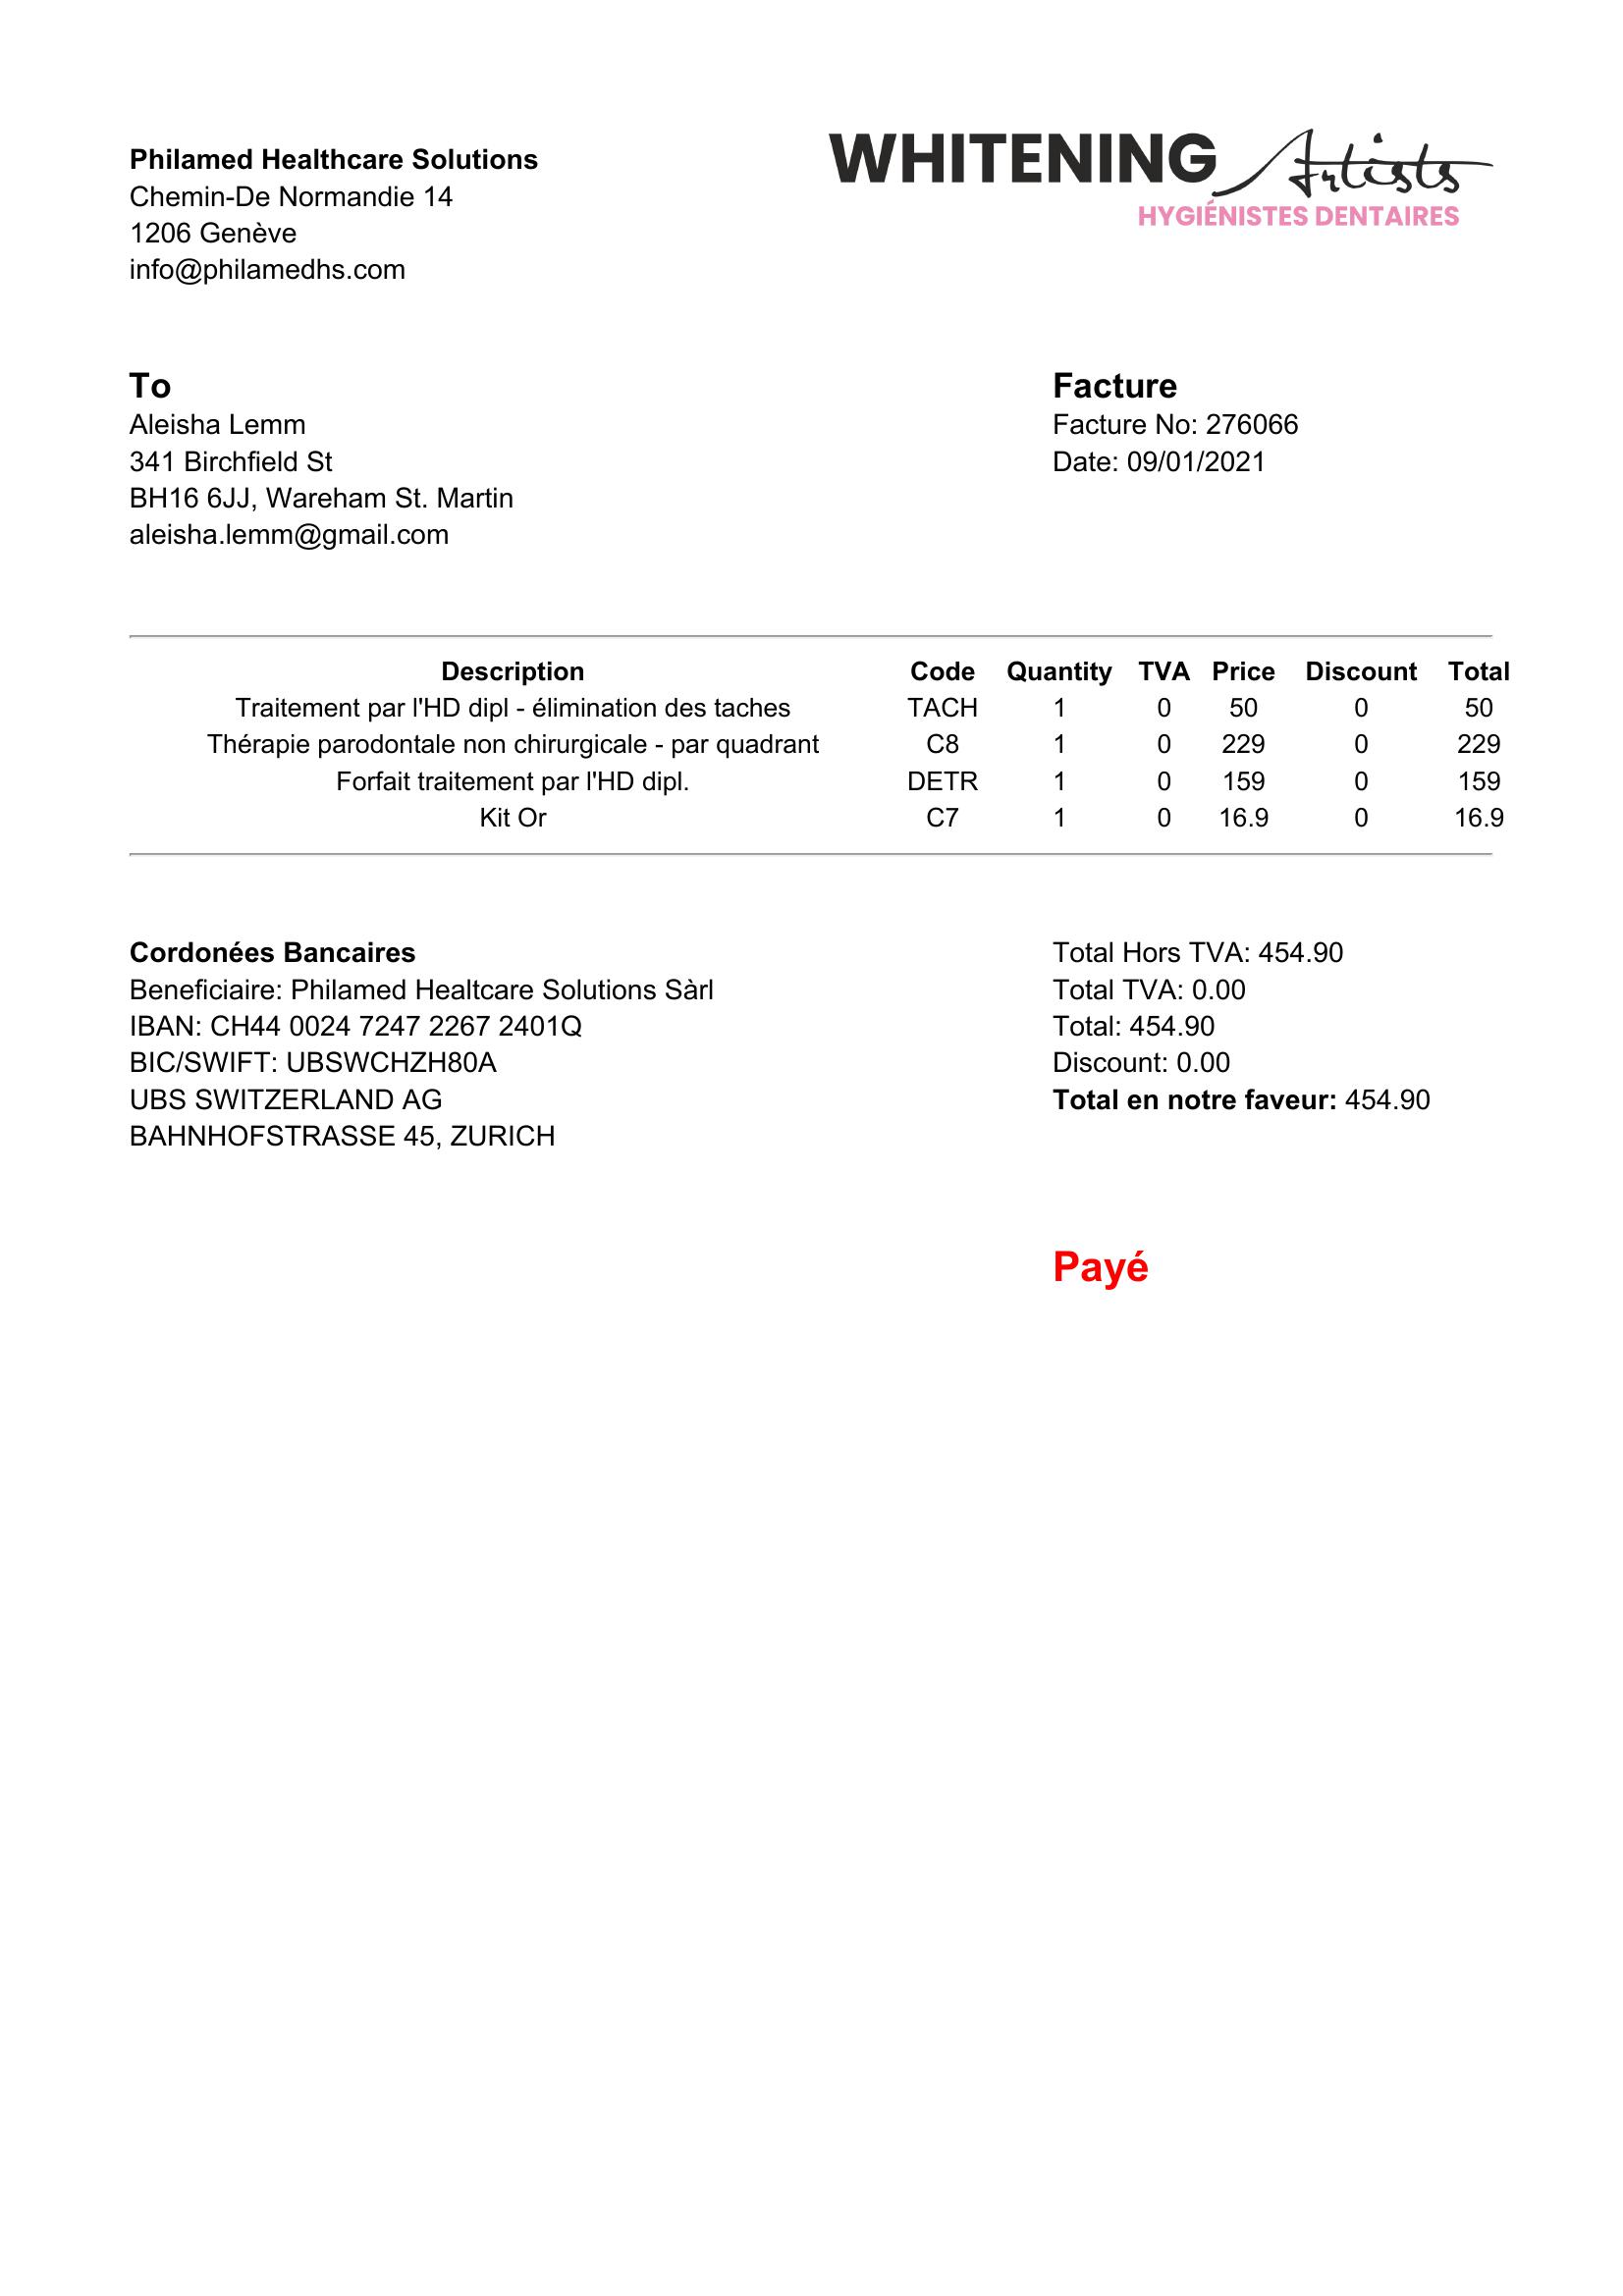 Philamed Healthcare Solutions
Chemin-De Normandie 14
1206 Genève
info@philamedhs.com
WHITENING Artists
HYGIÉNISTES DENTAIRES
To
Aleisha Lemm
341 Birchfield St
BH16 6JJ, Wareham St. Martin
aleisha.lemm@gmail.com
Facture
Facture No: 276066
Date: 09/01/2021
Description Code Quantity TVA Price Discount Total
Traitement par l'HD dipl - élimination des taches TACH 1 0 50 0 50
Thérapie parodontale non chirurgicale - par quadrant C8 1 0 229 0 229
Forfait traitement par l'HD dipl. DETR 1 0 159 0 159
Kit Or C7 1 0 16.9 0 16.9
Cordonées Bancaires
Beneficiaire: Philamed Healtcare Solutions Sàrl
IBAN: CH44 0024 7247 2267 2401Q
BIC/SWIFT: UBSWCHZH80A
UBS SWITZERLAND AG
BAHNHOFSTRASSE 45, ZURICH
Total Hors TVA: 454.90
Total TVA: 0.00
Total: 454.90
Discount: 0.00
Total en notre faveur: 454.90
Payé